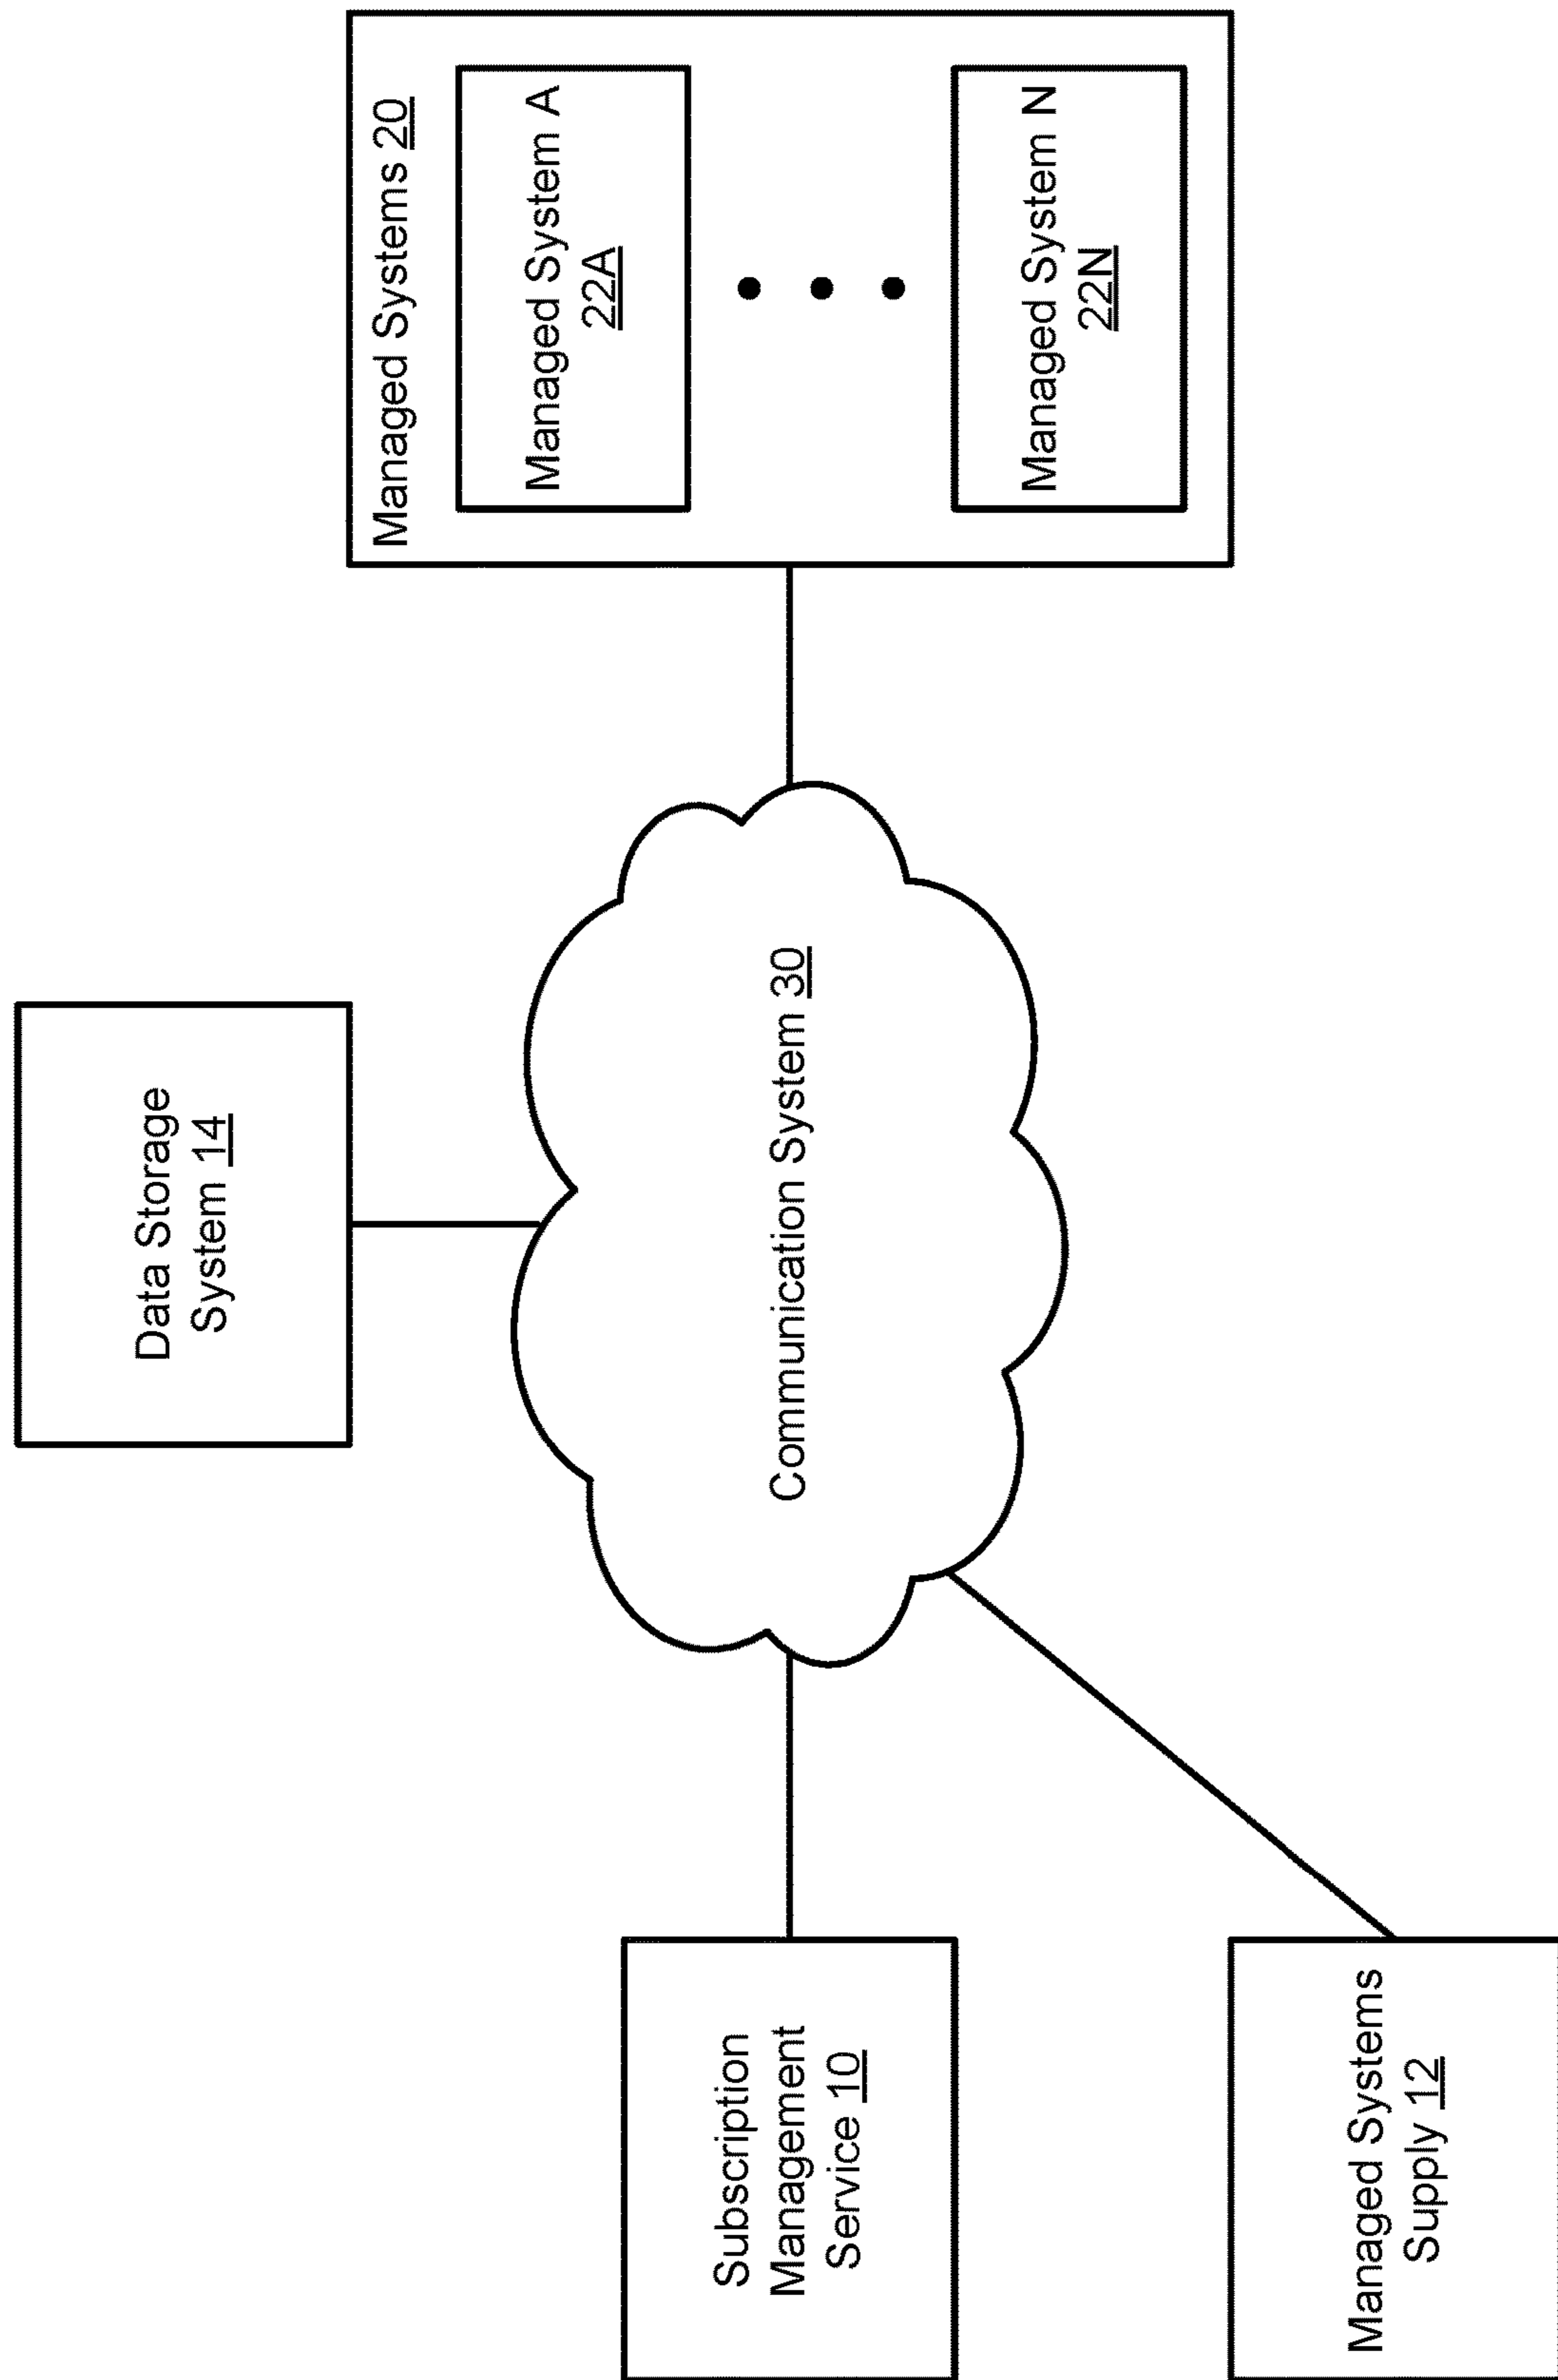 Data Storage
System 14
Managed Systems 20
Managed System A
22A
Managed System N
22N
Communication System 30
Subscription
Management
Service 10
Managed Systems
Supply 12